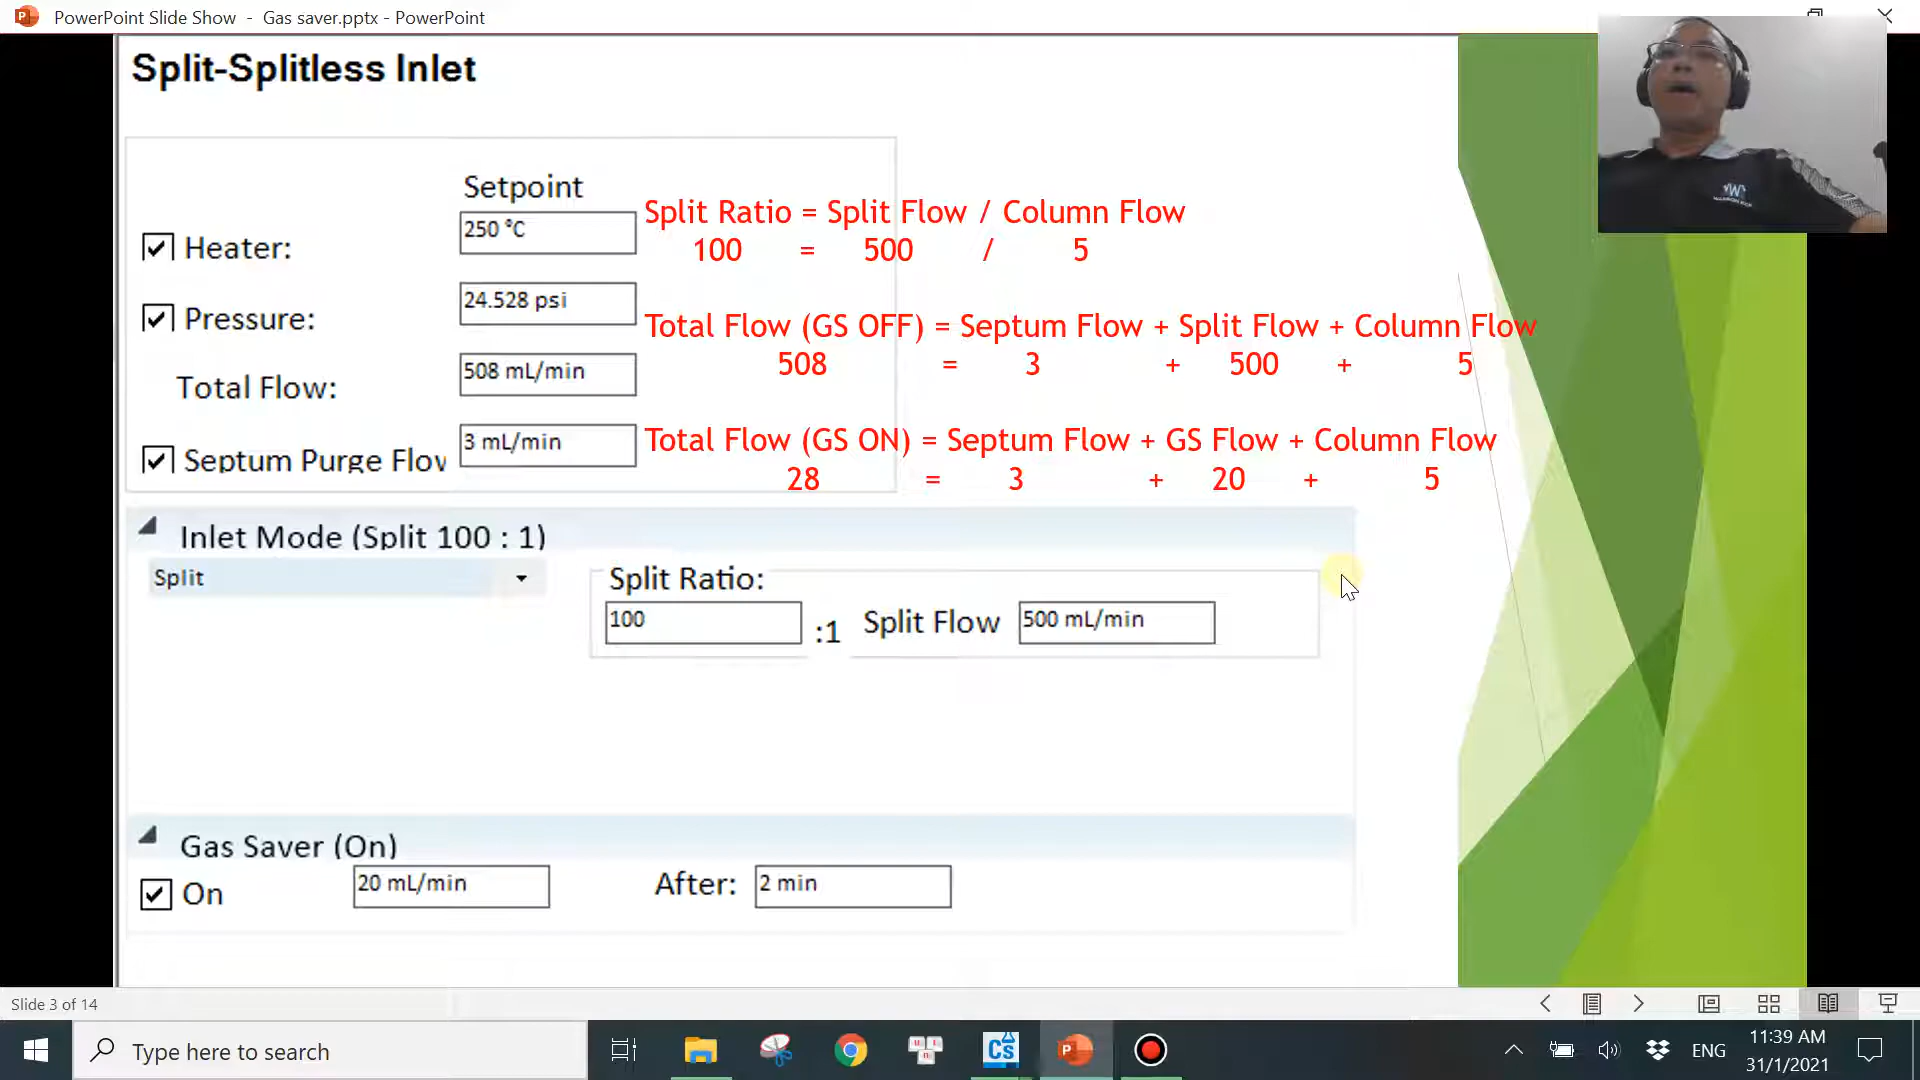 PowerPoint Slide Show - Gas saver.pptx - PowerPoint
Split-Splitless Inlet
Setpoint
Heater:
250 °C
Pressure:
24.528 psi
Total Flow:
508 mL/min
Septum Purge Flow
3 mL/min
Split Ratio = Split Flow / Column Flow
100 = 500 / 5
Total Flow (GS OFF) = Septum Flow + Split Flow + Column Flow
508 = 3 + 500 + 5
Total Flow (GS ON) = Septum Flow + GS Flow + Column Flow
28 = 3 + 20 + 5
Inlet Mode (Split 100 : 1)
Split
Split Ratio:
100 :1 Split Flow 500 mL/min
Gas Saver (On)
On 20 mL/min After: 2 min
Slide 3 of 14
Type here to search
Cs
ENG
11:39 AM
31/1/2021